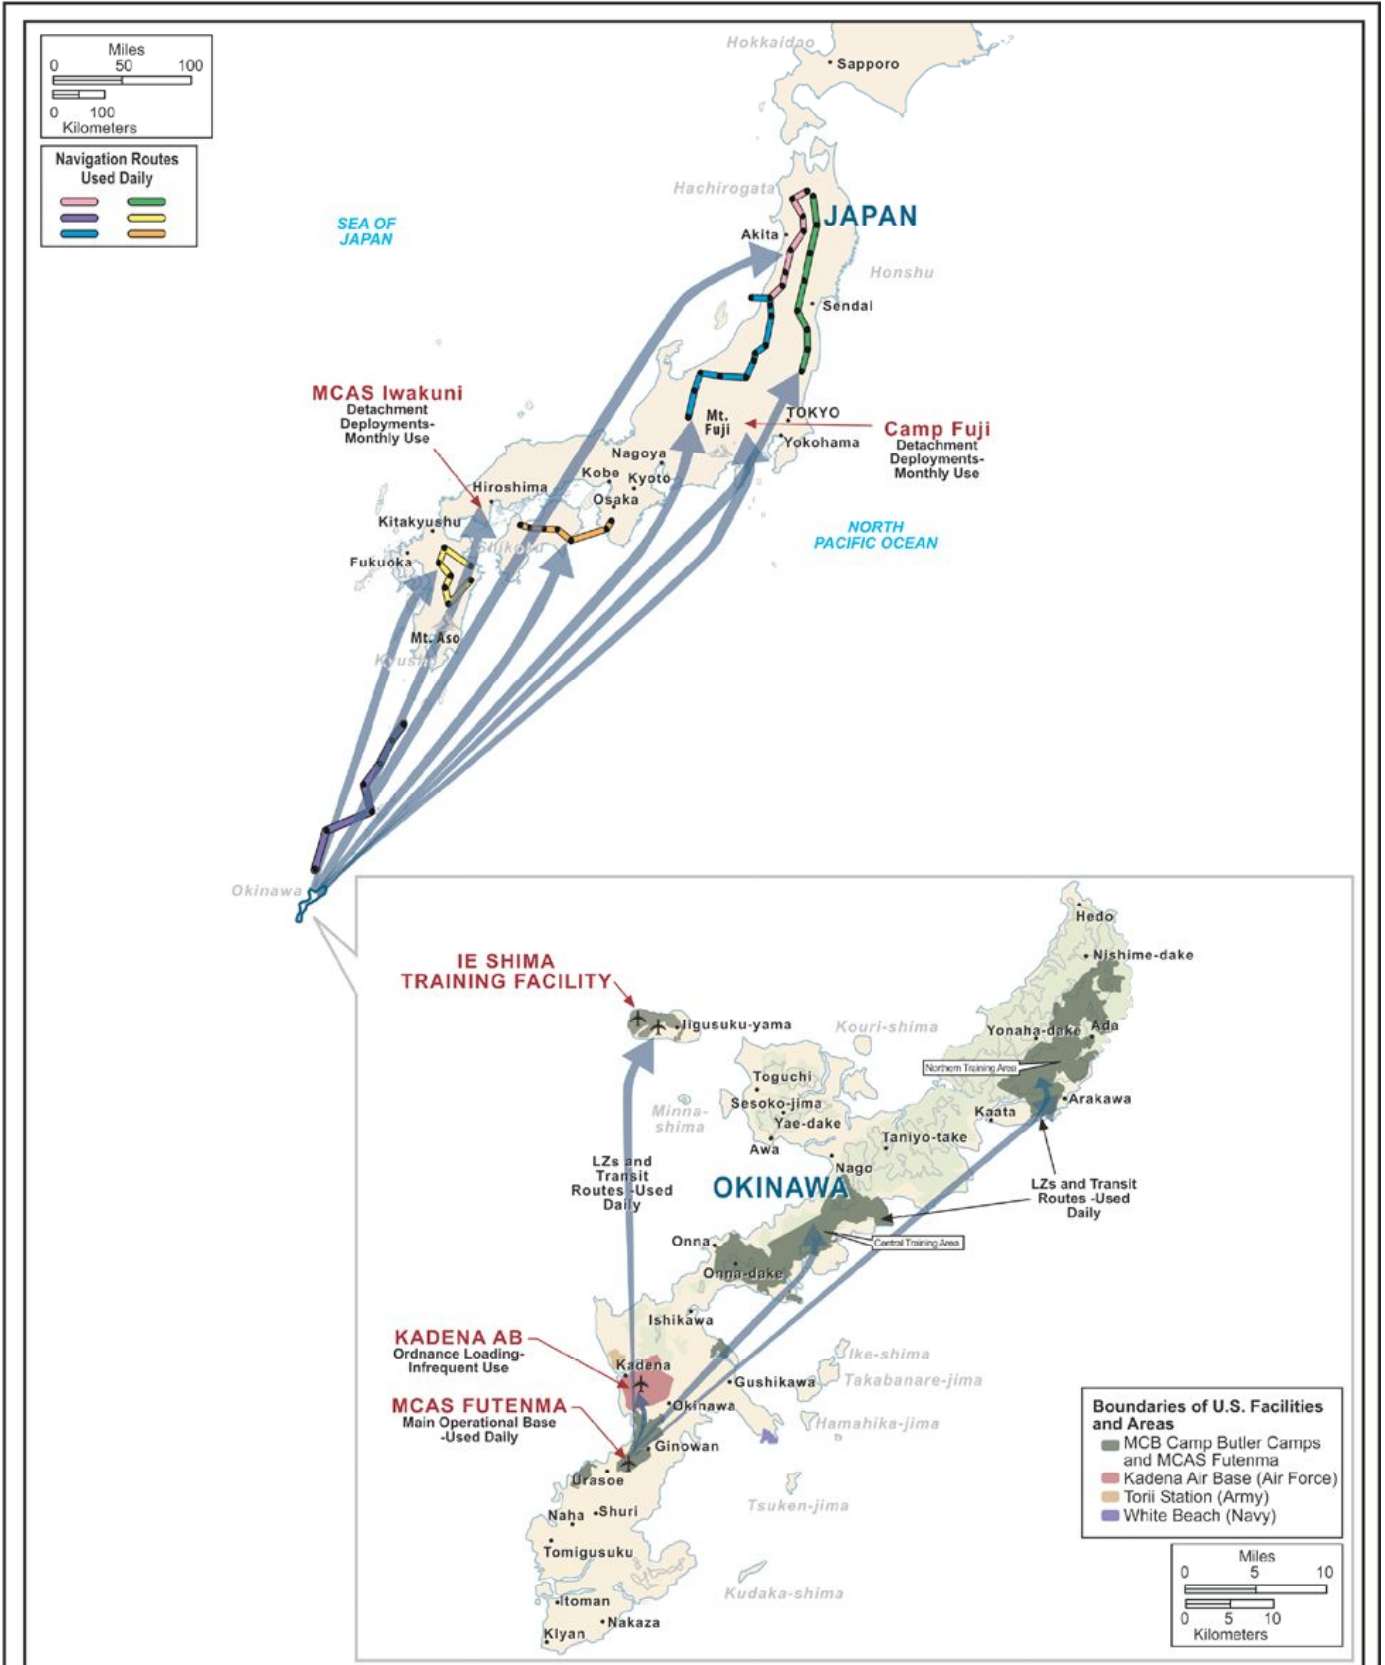 Miles
0 50 100
0 100
Kilometers
Navigation Routes
Used Daily
Hokkaidao
Sapporo
Hachirogata
JAPAN
SEA OF
JAPAN
Akita
Honshu
Sendai
MCAS Iwakuni
Detachment
Deployments-
Monthly Use
Mt.
Fuji
TOKYO
Yokohama
Camp Fuji
Detachment
Deployments-
Monthly Use
Nagoya
Kobe
Kyoto
Osaka
Hiroshima
Kitakyushu
Shikoku
Fukuoka
NORTH
PACIFIC OCEAN
Mt. Aso
Kyushu
Okinawa
Hedo
Nishime-dake
IE SHIMA
TRAINING FACILITY
Iigusuku-yama
Kouri-shima
Yonaha-dake
Ada
Northern Training Area
Toguchi
Sesoko-jima
Yae-dake
Minna-
shima
Awa
Kaata
Arakawa
Taniyo-take
Nago
LZs and
Transit
Routes -Used
Daily
OKINAWA
LZs and Transit
Routes -Used
Daily
Onna
Central Training Area
Onna-dake
Ishikawa
KADENA AB
Ordnance Loading-
Infrequent Use
Kadena
Ike-shima
Takabanare-jima
Gushikawa
MCAS FUTENMA
Main Operational Base
-Used Daily
Okinawa
Hamahika-jima
Ginowan
Urasoe
Tsuken-jima
Naha
Shuri
Tomigusuku
Kudaka-shima
Itoman
Nakaza
KIyan
Boundaries of U.S. Facilities
and Areas
MCB Camp Butler Camps
and MCAS Futenma
Kadena Air Base (Air Force)
Torii Station (Army)
White Beach (Navy)
Miles
0 5 10
0 5 10
Kilometers